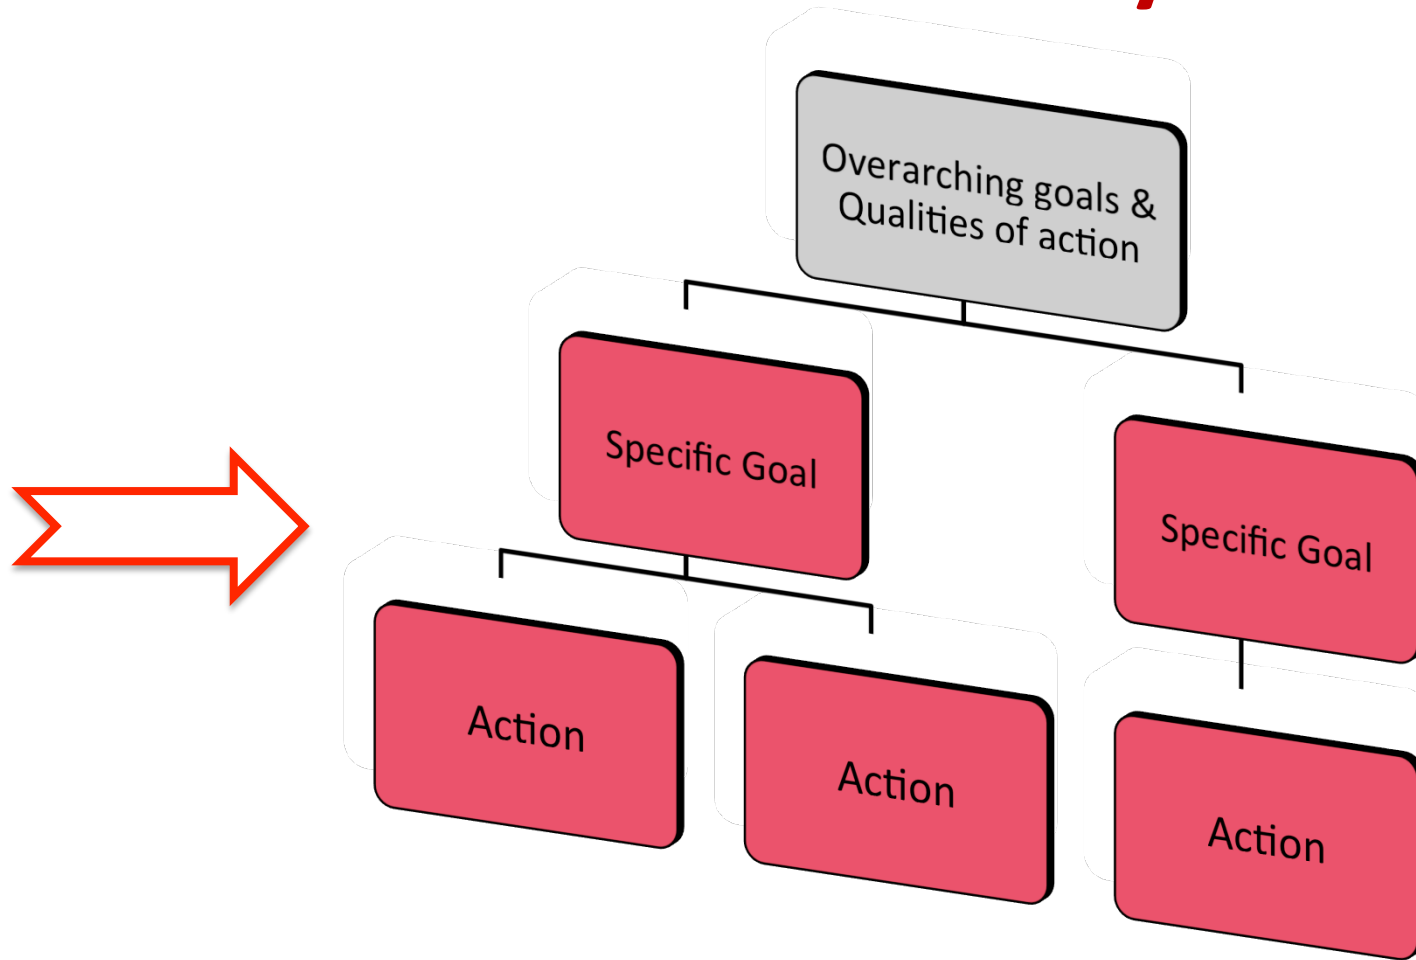 Overarching goals &
Qualities of action
Specific Goal
Specific Goal
Action
Action
Action